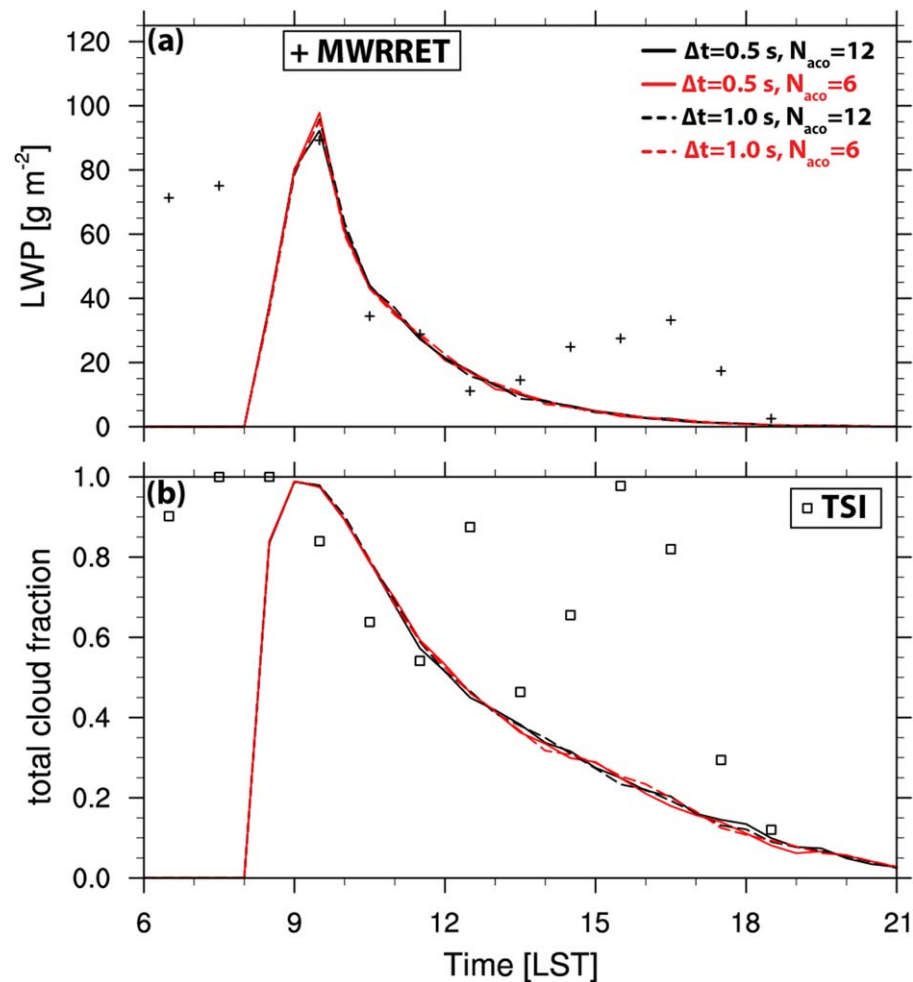 (a)
+ MWRRET
Δt=0.5 s, Naco=12
Δt=0.5 s, Naco=6
Δt=1.0 s, Naco=12
Δt=1.0 s, Naco=6
120
100
80
60
40
20
0
LWP [g m⁻²]
(b)
TSI
1.0
0.8
0.6
0.4
0.2
0.0
total cloud fraction
6 9 12 15 18 21
Time [LST]